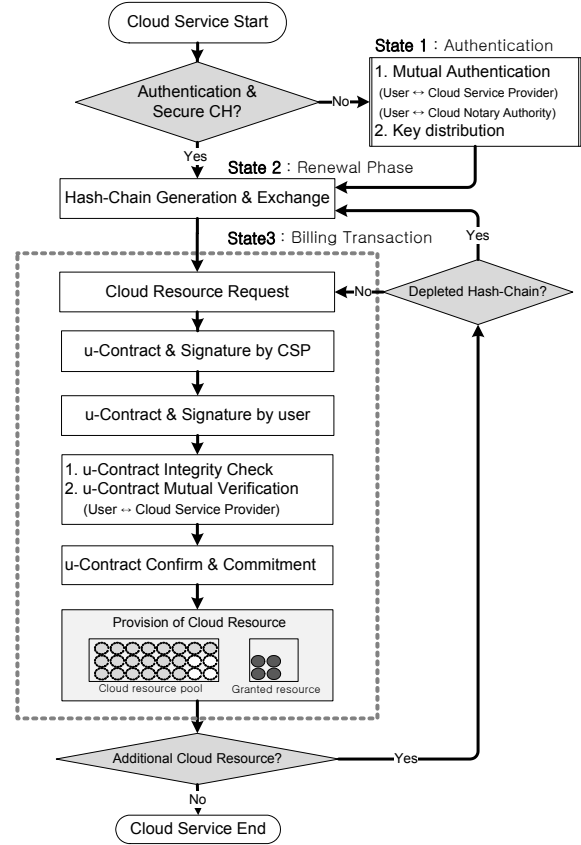 Cloud Service Start
State 1 : Authentication
Authentication &
Secure CH?
No
1. Mutual Authentication
(User ↔ Cloud Service Provider)
(User ↔ Cloud Notary Authority)
2. Key distribution
Yes
State 2 : Renewal Phase
Hash-Chain Generation & Exchange
State3 : Billing Transaction
Yes
Cloud Resource Request
No
Depleted Hash-Chain?
u-Contract & Signature by CSP
u-Contract & Signature by user
1. u-Contract Integrity Check
2. u-Contract Mutual Verification
(User ↔ Cloud Service Provider)
u-Contract Confirm & Commitment
Provision of Cloud Resource
Cloud resource pool
Granted resource
Additional Cloud Resource?
Yes
No
Cloud Service End